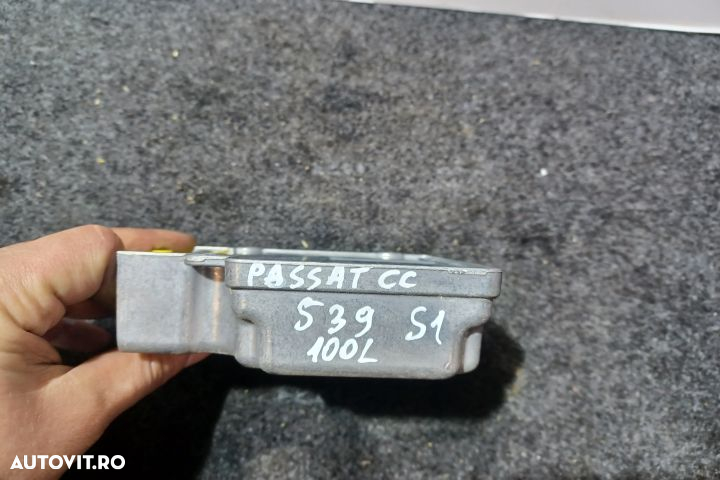 PASSAT CC
539 S1
100L
AUTOVIT.RO